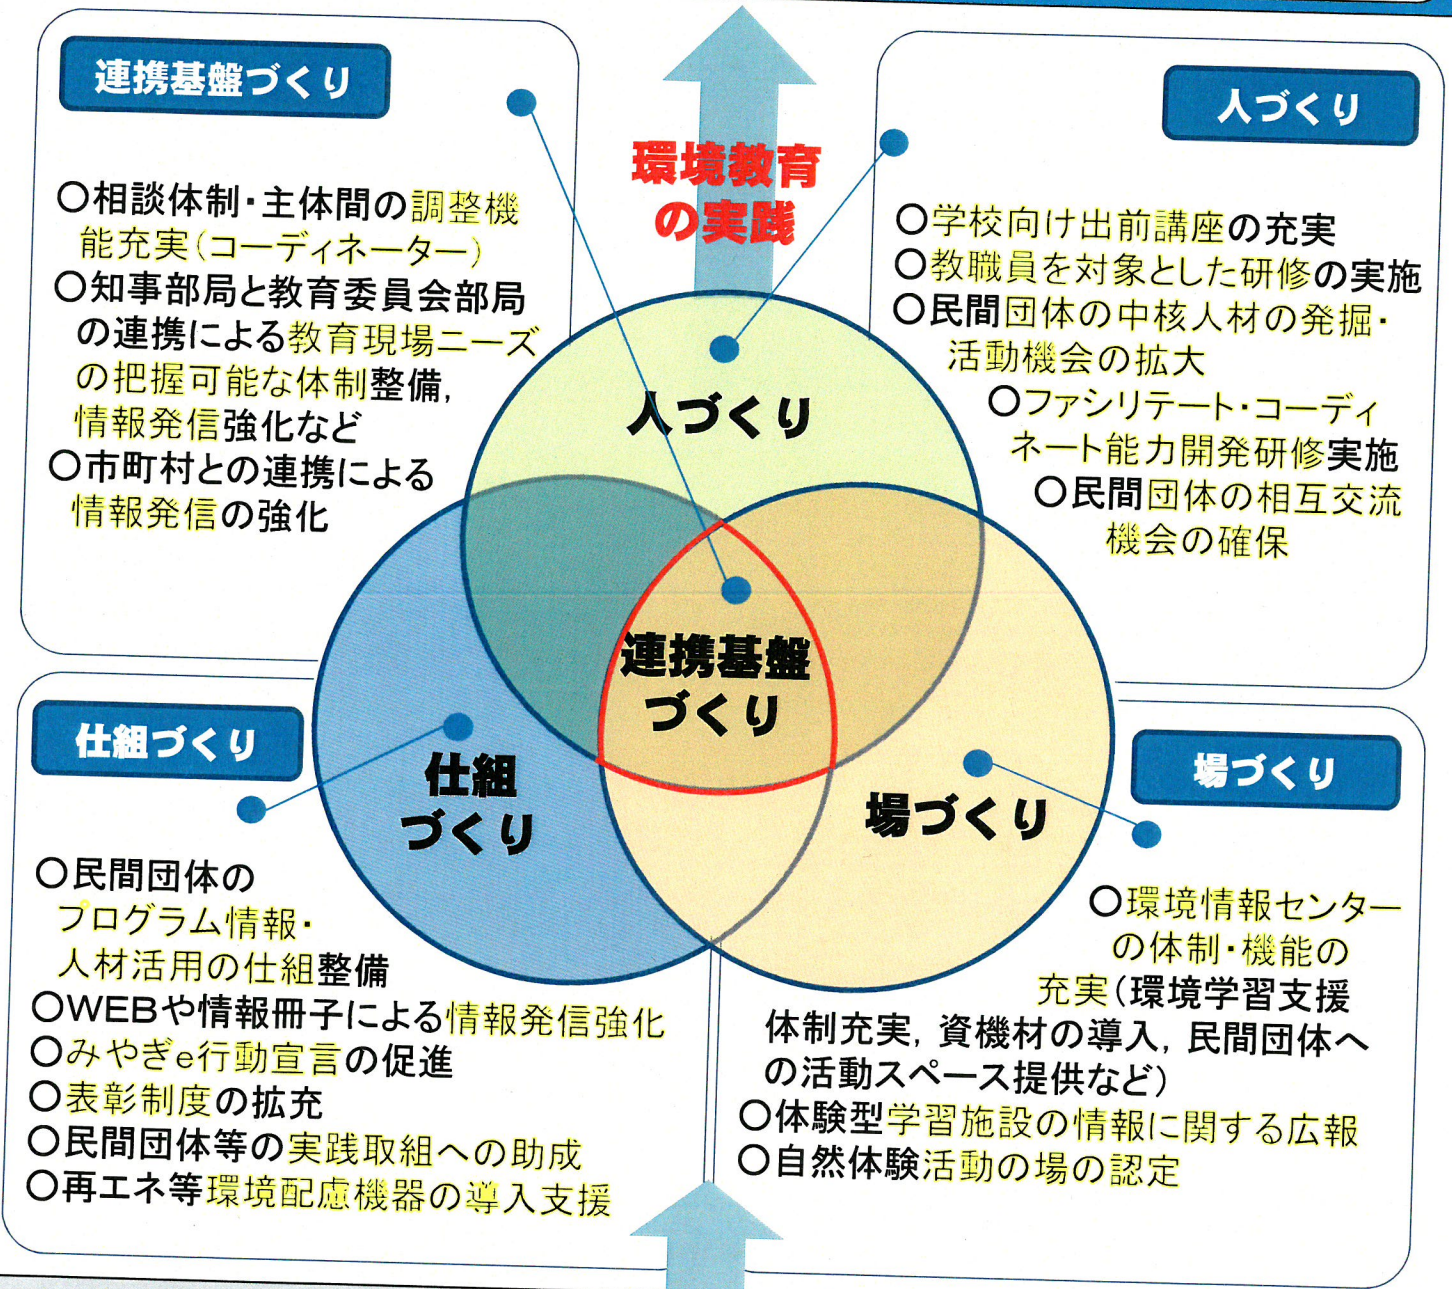 連携基盤づくり
○相談体制・主体間の調整機
能充実(コーディネーター)
○知事部局と教育委員会部局
の連携による教育現場ニーズ
の把握可能な体制整備,
情報発信強化など
○市町村との連携による
情報発信の強化
環境教育
の実践
人づくり
○学校向け出前講座の充実
○教職員を対象とした研修の実施
○民間団体の中核人材の発掘・
活動機会の拡大
○ファシリテート・コーディ
ネート能力開発研修実施
○民間団体の相互交流
機会の確保
人づくり
連携基盤
づくり
仕組
づくり
場づくり
仕組づくり
○民間団体の
プログラム情報・
人材活用の仕組整備
○WEBや情報冊子による情報発信強化
○みやぎe行動宣言の促進
○表彰制度の拡充
○民間団体等の実践取組への助成
○再エネ等環境配慮機器の導入支援
場づくり
○環境情報センター
の体制・機能の
充実(環境学習支援
体制充実, 資機材の導入, 民間団体へ
の活動スペース提供など)
○体験型学習施設の情報に関する広報
○自然体験活動の場の認定